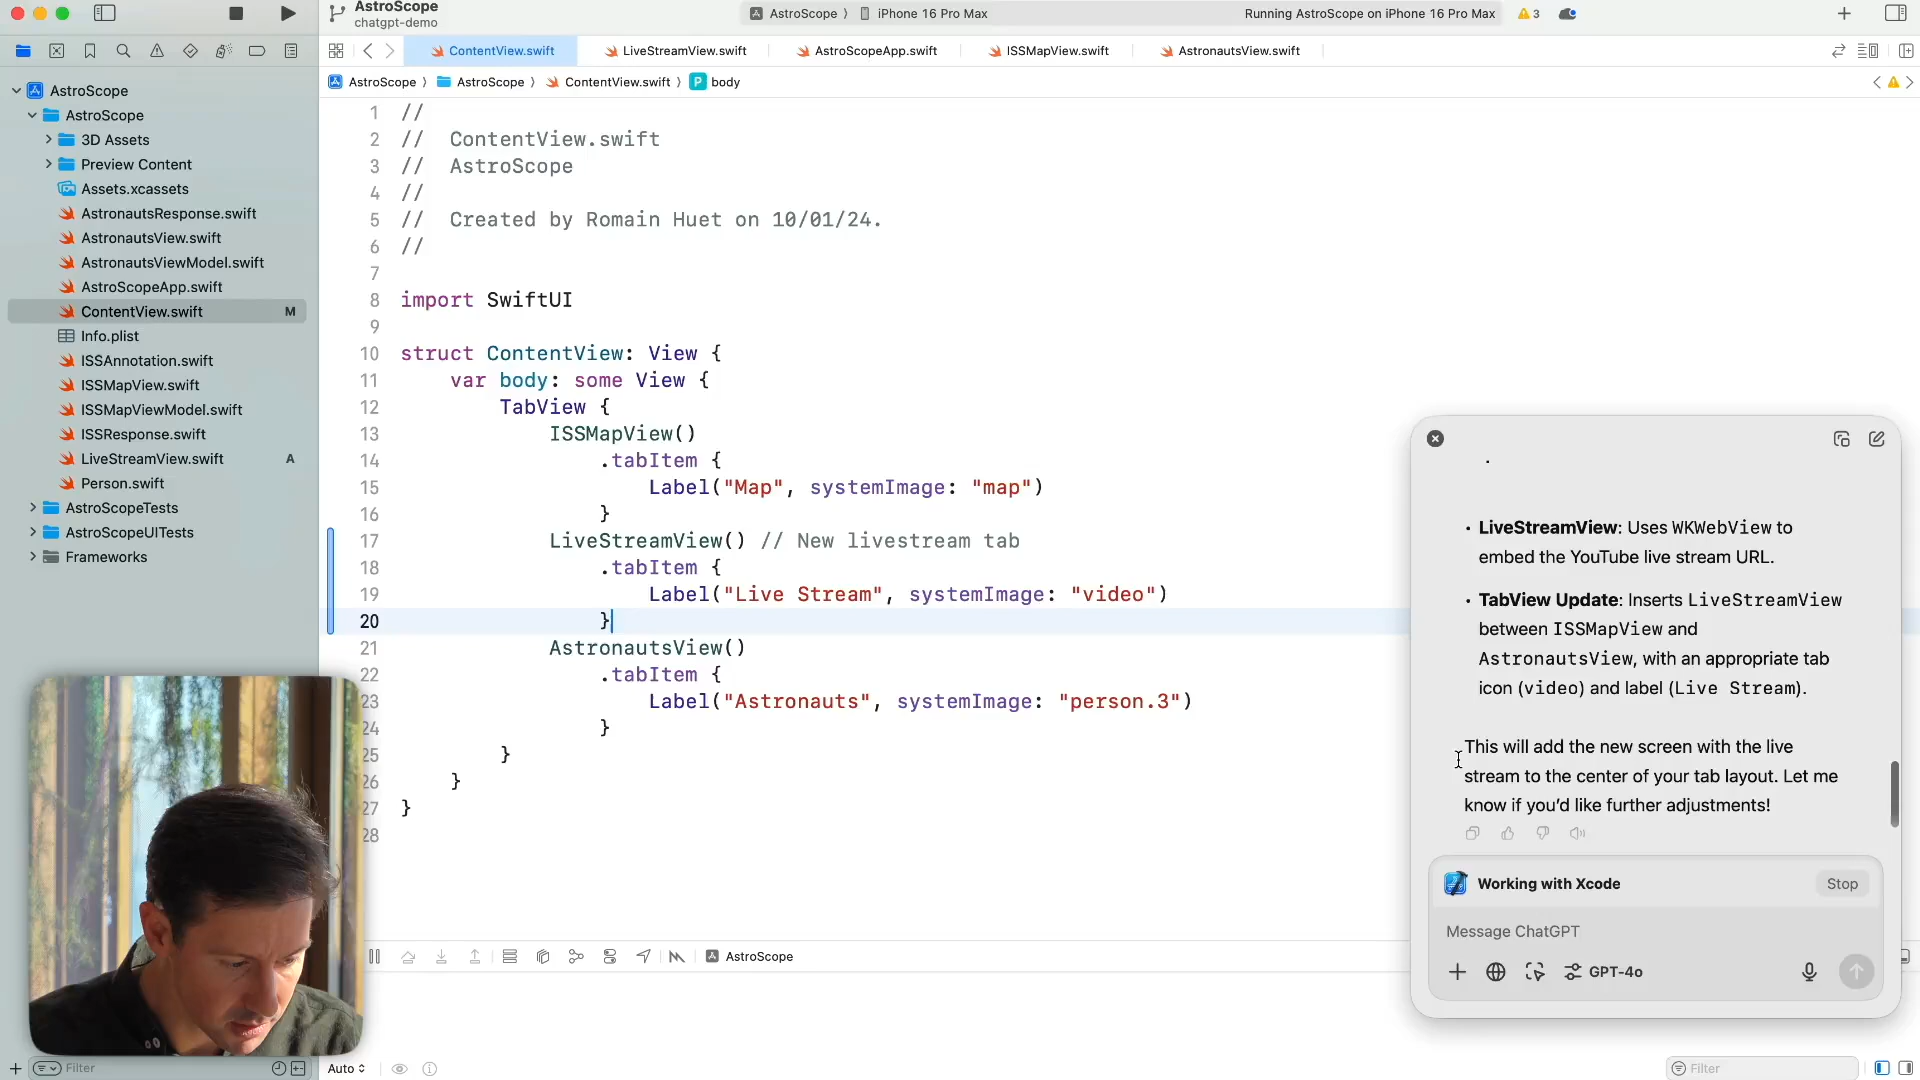 AstroScope
chatgpt-demo
AstroScope 〉 iPhone 16 Pro Max
Running AstroScope on iPhone 16 Pro Max
3
ContentView.swift
LiveStreamView.swift
AstroScopeApp.swift
ISSMapView.swift
AstronautsView.swift
AstroScope 〉 AstroScope 〉 ContentView.swift 〉 P body
AstroScope
AstroScope
3D Assets
Preview Content
Assets.xcassets
AstronautsResponse.swift
AstronautsView.swift
AstronautsViewModel.swift
AstroScopeApp.swift
ContentView.swift M
Info.plist
ISSAnnotation.swift
ISSMapView.swift
ISSMapViewModel.swift
ISSResponse.swift
LiveStreamView.swift A
Person.swift
AstroScopeTests
AstroScopeUITests
Frameworks
Filter
1 //
2 //  ContentView.swift
3 //  AstroScope
4 //
5 //  Created by Romain Huet on 10/01/24.
6 //
7
8 import SwiftUI
9
10 struct ContentView: View {
11     var body: some View {
12         TabView {
13             ISSMapView()
14                 .tabItem {
15                     Label("Map", systemImage: "map")
16                 }
17             LiveStreamView() // New livestream tab
18                 .tabItem {
19                     Label("Live Stream", systemImage: "video")
20                 }
21             AstronautsView()
22                 .tabItem {
23                     Label("Astronauts", systemImage: "person.3")
24                 }
25         }
26     }
27 }
28
AstroScope
Auto
Filter
.
• LiveStreamView: Uses WKWebView to
embed the YouTube live stream URL.
• TabView Update: Inserts LiveStreamView
between ISSMapView and
AstronautsView, with an appropriate tab
icon (video) and label (Live Stream).
This will add the new screen with the live
stream to the center of your tab layout. Let me
know if you'd like further adjustments!
Working with Xcode
Stop
Message ChatGPT
GPT-4o